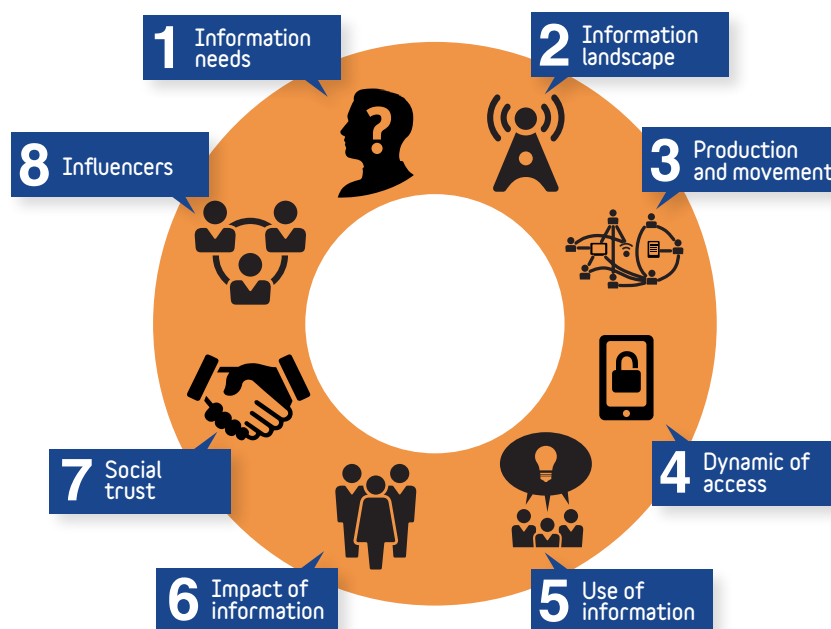 1 Information
needs
2 Information
landscape
3 Production
and movement
4 Dynamic of
access
5 Use of
information
6 Impact of
information
7 Social
trust
8 Influencers
?